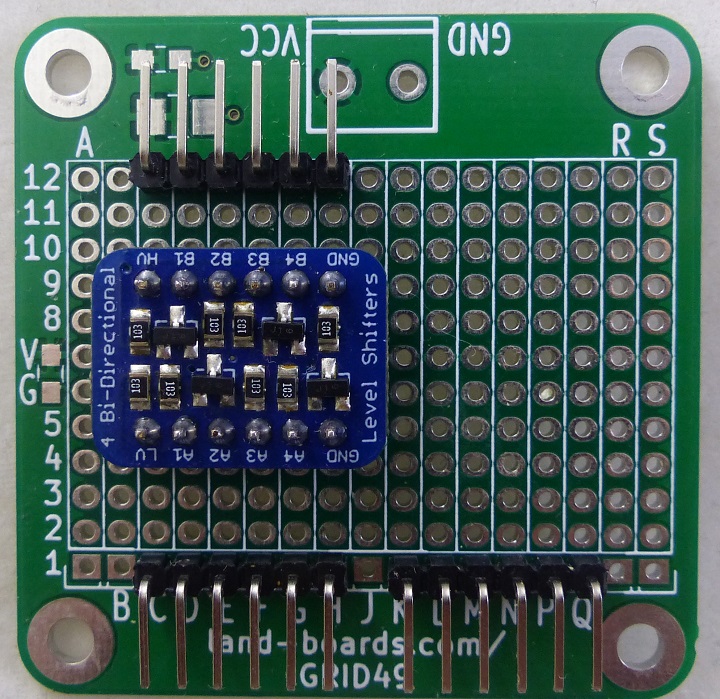 VCC GND
A R S
12
11
10
9
8
V
G
5
4
3
2
1
HV B1 B2 B3 B4 GND
4 Bi-Directional
Level Shifters
103 103 103 103
103 103 103 103
LV A1 A2 A3 A4 GND
B C D E F G H J K L M N P Q
land-boards.com/
GRID49